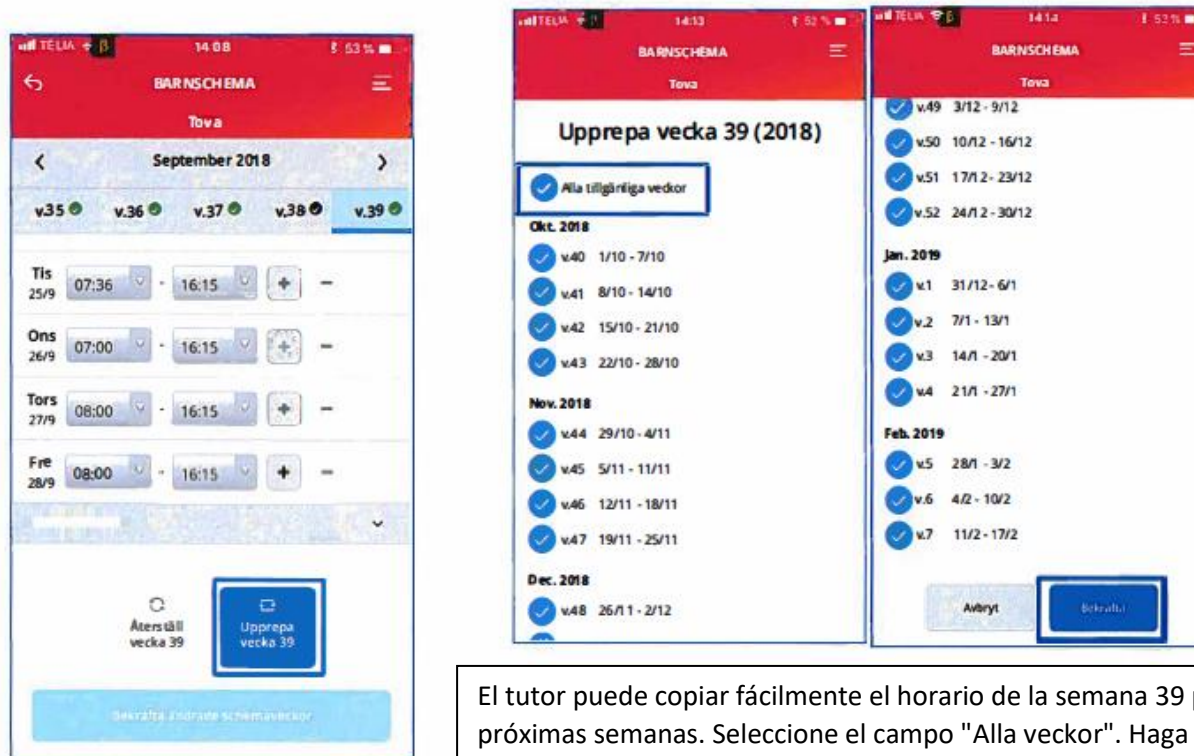 TELIA
14:08
53 %
BARNSCHEMA
Tova
September 2018
v.35
v.36
v.37
v.38
v.39
Tis
25/9
07:36 - 16:15 + -
Ons
26/9
07:00 - 16:15 + -
Tors
27/9
08:00 - 16:15 + -
Fre
28/9
08:00 - 16:15 + -
Återställ
vecka 39
Upprepa
vecka 39
Bekräfta ändrade schemaveckor
TELIA
14:13
52 %
BARNSCHEMA
Tova
Upprepa vecka 39 (2018)
Alla tillgänliga veckor
Okt. 2018
v.40 1/10 - 7/10
v.41 8/10 - 14/10
v.42 15/10 - 21/10
v.43 22/10 - 28/10
Nov. 2018
v.44 29/10 - 4/11
v.45 5/11 - 11/11
v.46 12/11 - 18/11
v.47 19/11 - 25/11
Dec. 2018
v.48 26/11 - 2/12
TELIA
14:14
52 %
BARNSCHEMA
Tova
v.49 3/12 - 9/12
v.50 10/12 - 16/12
v.51 17/12 - 23/12
v.52 24/12 - 30/12
Jan. 2019
v.1 31/12 - 6/1
v.2 7/1 - 13/1
v.3 14/1 - 20/1
v.4 21/1 - 27/1
Feb. 2019
v.5 28/1 - 3/2
v.6 4/2 - 10/2
v.7 11/2 - 17/2
Avbryt
Bekräfta
El tutor puede copiar fácilmente el horario de la semana 39 p
próximas semanas. Seleccione el campo "Alla veckor". Haga